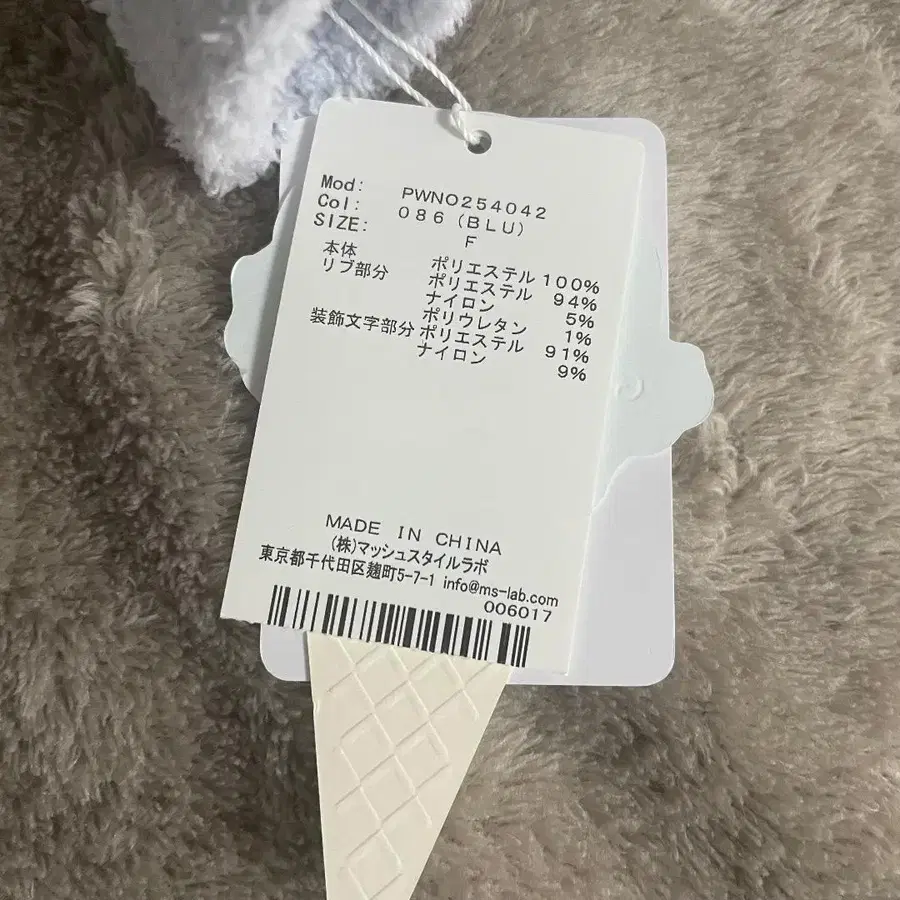 Mod: PWNO254042
Col: 086(BLU)
SIZE: F
本体 ポリエステル 100%
リブ部分 ポリエステル 94%
ナイロン 5%
ポリウレタン 1%
装飾文字部分 ポリエステル 91%
ナイロン 9%
MADE IN CHINA
(株)マッシュスタイルラボ
東京都千代田区麹町5-7-1 info@ms-lab.com
006017